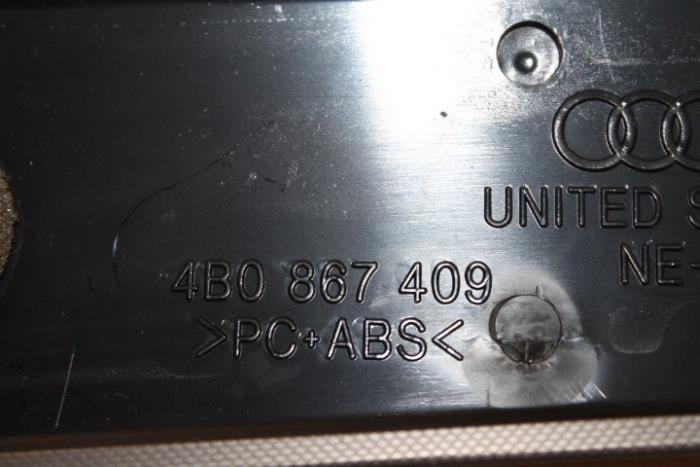 UNITED S
NE-
4B0 867 409
>PC+ABS<